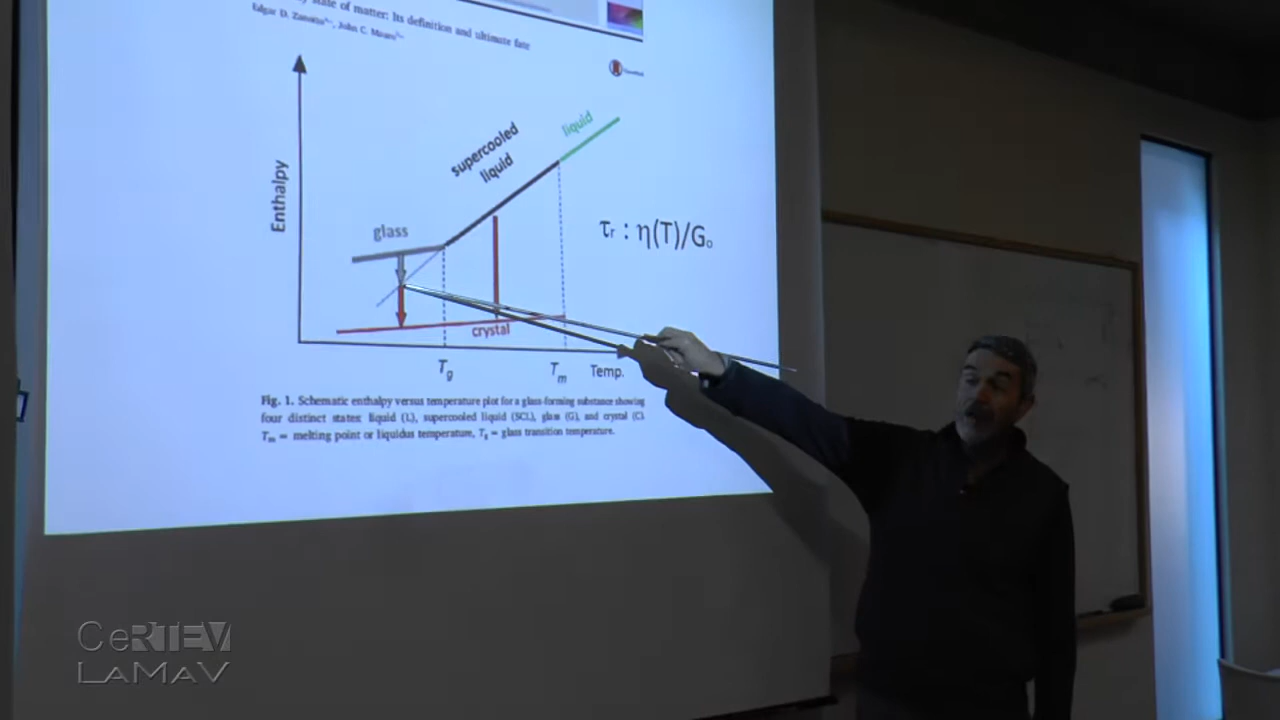 state of matter: Its definition and ultimate fate
Edgar D. Zanotto, John C. Mauro
Enthalpy
supercooled
liquid
liquid
glass
τr : η(T)/Go
crystal
Tg
Tm
Temp.
Fig. 1. Schematic enthalpy versus temperature plot for a glass-forming substance showing
four distinct states: liquid (L), supercooled liquid (SCL), glass (G), and crystal (C).
Tm = melting point or liquidus temperature, Tg = glass transition temperature.
CeRTEV
LaMaV